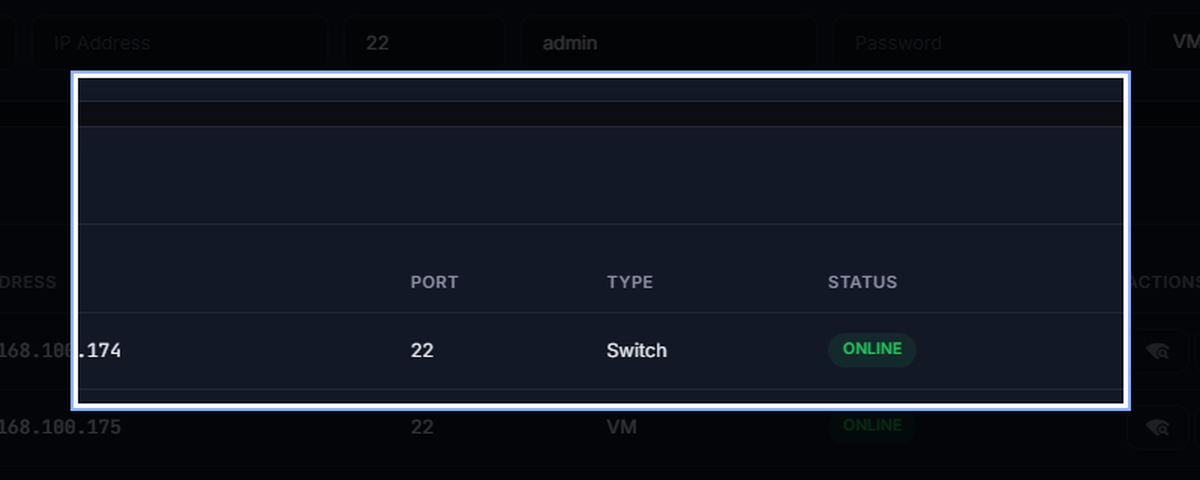 IP Address 22 admin Password VM
DRESS PORT TYPE STATUS ACTIONS
168.100.174 22 Switch ONLINE
168.100.175 22 VM ONLINE